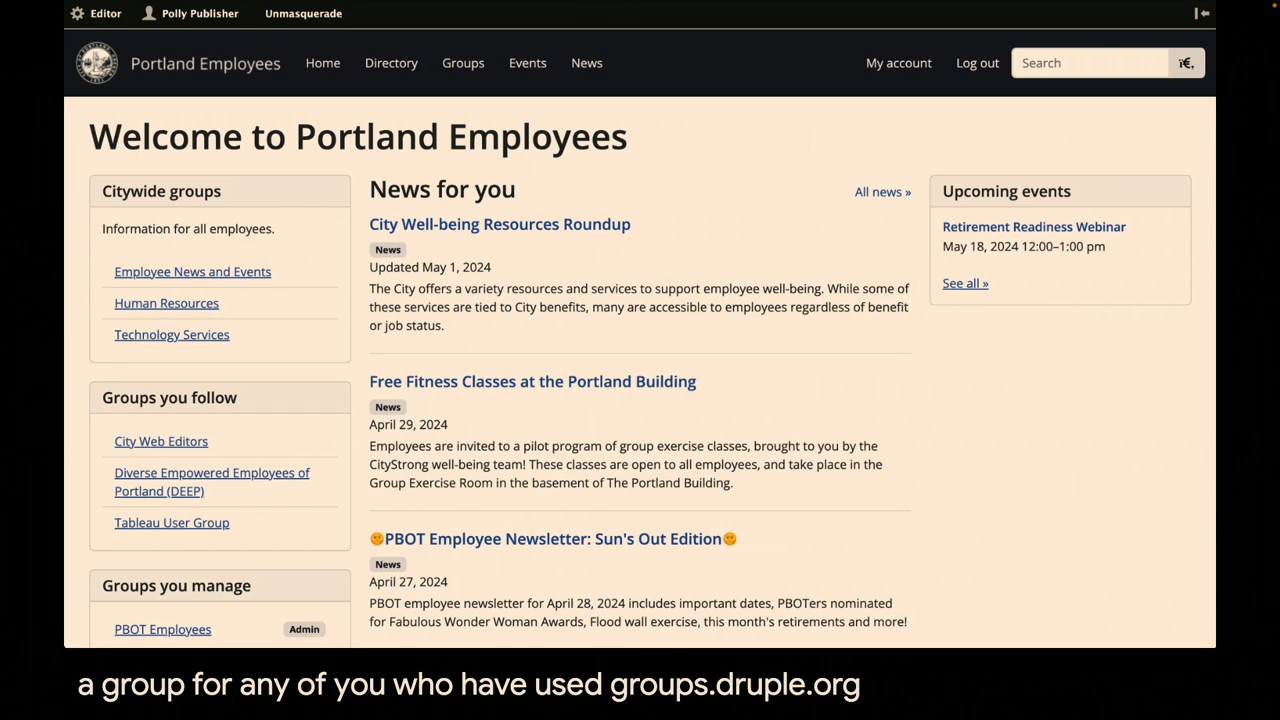 Editor Polly Publisher Unmasquerade
Portland Employees Home Directory Groups Events News My account Log out Search ï€‚
Welcome to Portland Employees
Citywide groups
Information for all employees.
Employee News and Events
Human Resources
Technology Services
Groups you follow
City Web Editors
Diverse Empowered Employees of
Portland (DEEP)
Tableau User Group
Groups you manage
PBOT Employees Admin
News for you All news »
City Well-being Resources Roundup
News
Updated May 1, 2024
The City offers a variety resources and services to support employee well-being. While some of
these services are tied to City benefits, many are accessible to employees regardless of benefit
or job status.
Free Fitness Classes at the Portland Building
News
April 29, 2024
Employees are invited to a pilot program of group exercise classes, brought to you by the
CityStrong well-being team! These classes are open to all employees, and take place in the
Group Exercise Room in the basement of The Portland Building.
🌞PBOT Employee Newsletter: Sun's Out Edition🌞
News
April 27, 2024
PBOT employee newsletter for April 28, 2024 includes important dates, PBOTers nominated
for Fabulous Wonder Woman Awards, Flood wall exercise, this month's retirements and more!
Upcoming events
Retirement Readiness Webinar
May 18, 2024 12:00–1:00 pm
See all »
a group for any of you who have used groups.druple.org